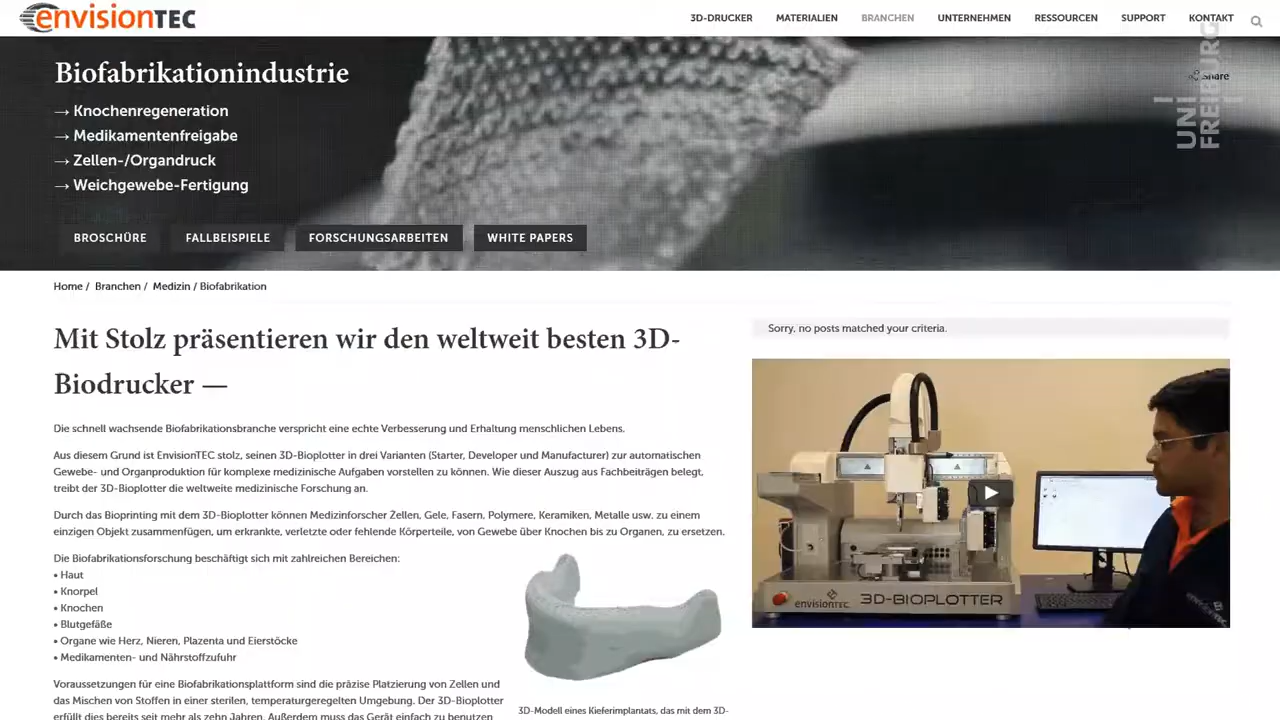 envisionTEC
3D-DRUCKER MATERIALIEN BRANCHEN UNTERNEHMEN RESSOURCEN SUPPORT KONTAKT
Biofabrikationindustrie
Share
UNI
FREIBURG
→ Knochenregeneration
→ Medikamentenfreigabe
→ Zellen-/Organdruck
→ Weichgewebe-Fertigung
BROSCHÜRE FALLBEISPIELE FORSCHUNGSARBEITEN WHITE PAPERS
Home / Branchen / Medizin / Biofabrikation
Mit Stolz präsentieren wir den weltweit besten 3D-
Biodrucker —
Die schnell wachsende Biofabrikationsbranche verspricht eine echte Verbesserung und Erhaltung menschlichen Lebens.
Aus diesem Grund ist EnvisionTEC stolz, seinen 3D-Bioplotter in drei Varianten (Starter, Developer und Manufacturer) zur automatischen
Gewebe- und Organproduktion für komplexe medizinische Aufgaben vorstellen zu können. Wie dieser Auszug aus Fachbeiträgen belegt,
treibt der 3D-Bioplotter die weltweite medizinische Forschung an.
Durch das Bioprinting mit dem 3D-Bioplotter können Medizinforscher Zellen, Gele, Fasern, Polymere, Keramiken, Metalle usw. zu einem
einzigen Objekt zusammenfügen, um erkrankte, verletzte oder fehlende Körperteile, von Gewebe über Knochen bis zu Organen, zu ersetzen.
Die Biofabrikationsforschung beschäftigt sich mit zahlreichen Bereichen:
• Haut
• Knorpel
• Knochen
• Blutgefäße
• Organe wie Herz, Nieren, Plazenta und Eierstöcke
• Medikamenten- und Nährstoffzufuhr
Voraussetzungen für eine Biofabrikationsplattform sind die präzise Platzierung von Zellen und
das Mischen von Stoffen in einer sterilen, temperaturgeregelten Umgebung. Der 3D-Bioplotter
erfüllt dies bereits seit mehr als zehn Jahren. Außerdem muss das Gerät einfach zu benutzen
3D-Modell eines Kieferimplantats, das mit dem 3D-
Sorry, no posts matched your criteria.
envisionTEC 3D-BIOPLOTTER